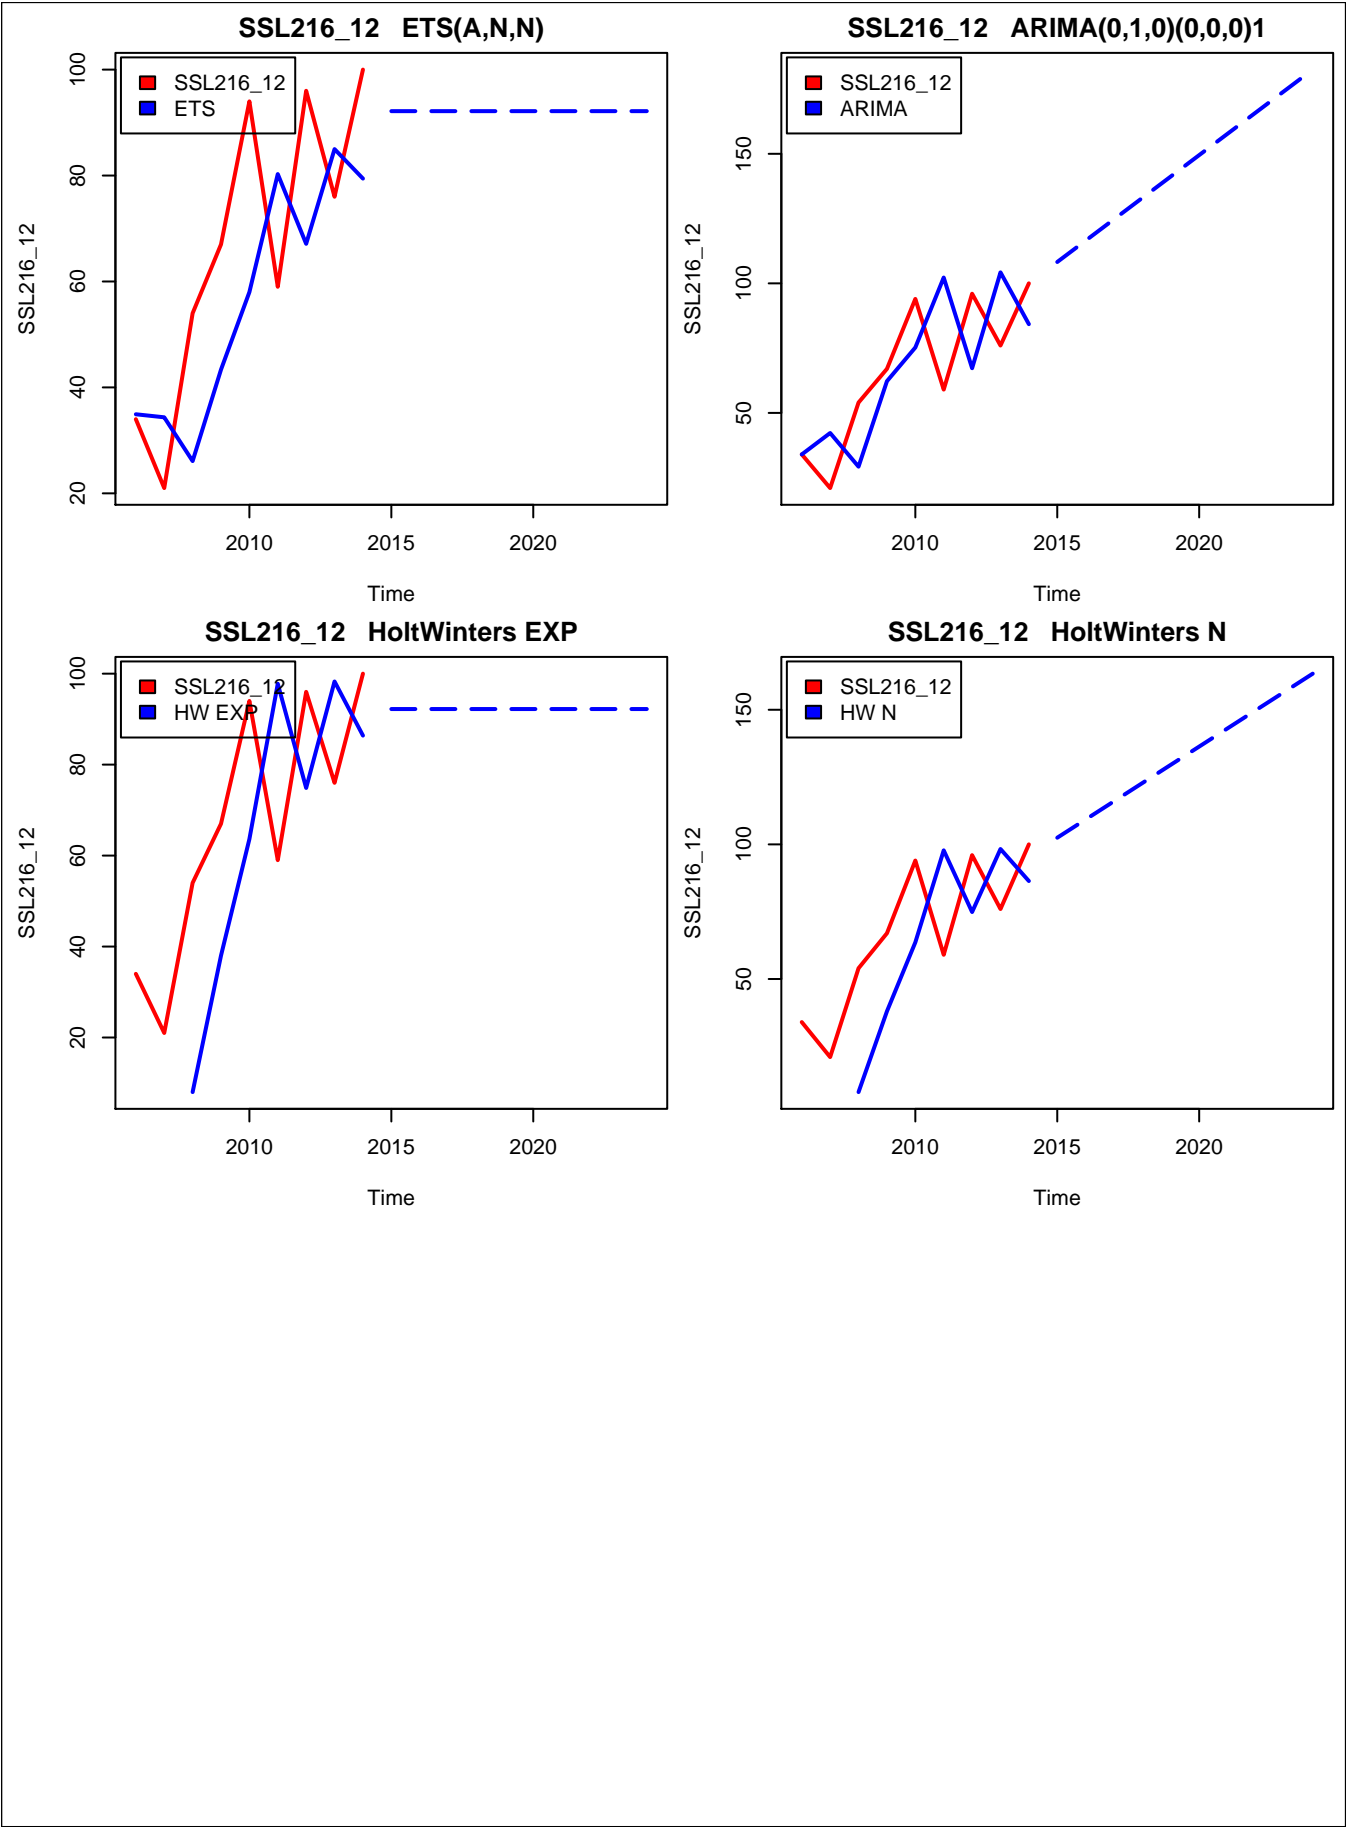 SSL216_12 ETS(A,N,N)
SSL216_12
ETS
100
80
60
40
20
SSL216_12
2010 2015 2020
Time
SSL216_12 ARIMA(0,1,0)(0,0,0)1
SSL216_12
ARIMA
150
100
50
SSL216_12
2010 2015 2020
Time
SSL216_12 HoltWinters EXP
SSL216_12
HW EXP
100
80
60
40
20
SSL216_12
2010 2015 2020
Time
SSL216_12 HoltWinters N
SSL216_12
HW N
150
100
50
SSL216_12
2010 2015 2020
Time